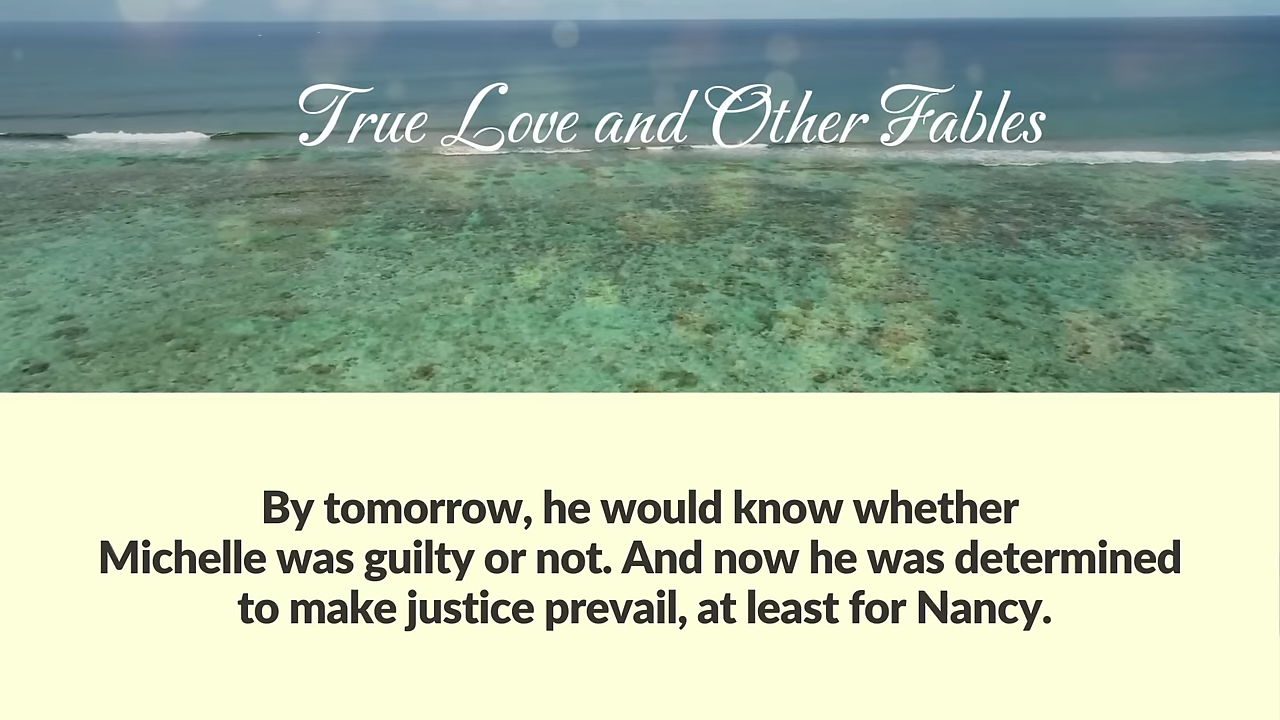 True Love and Other Fables
By tomorrow, he would know whether
Michelle was guilty or not. And now he was determined
to make justice prevail, at least for Nancy.